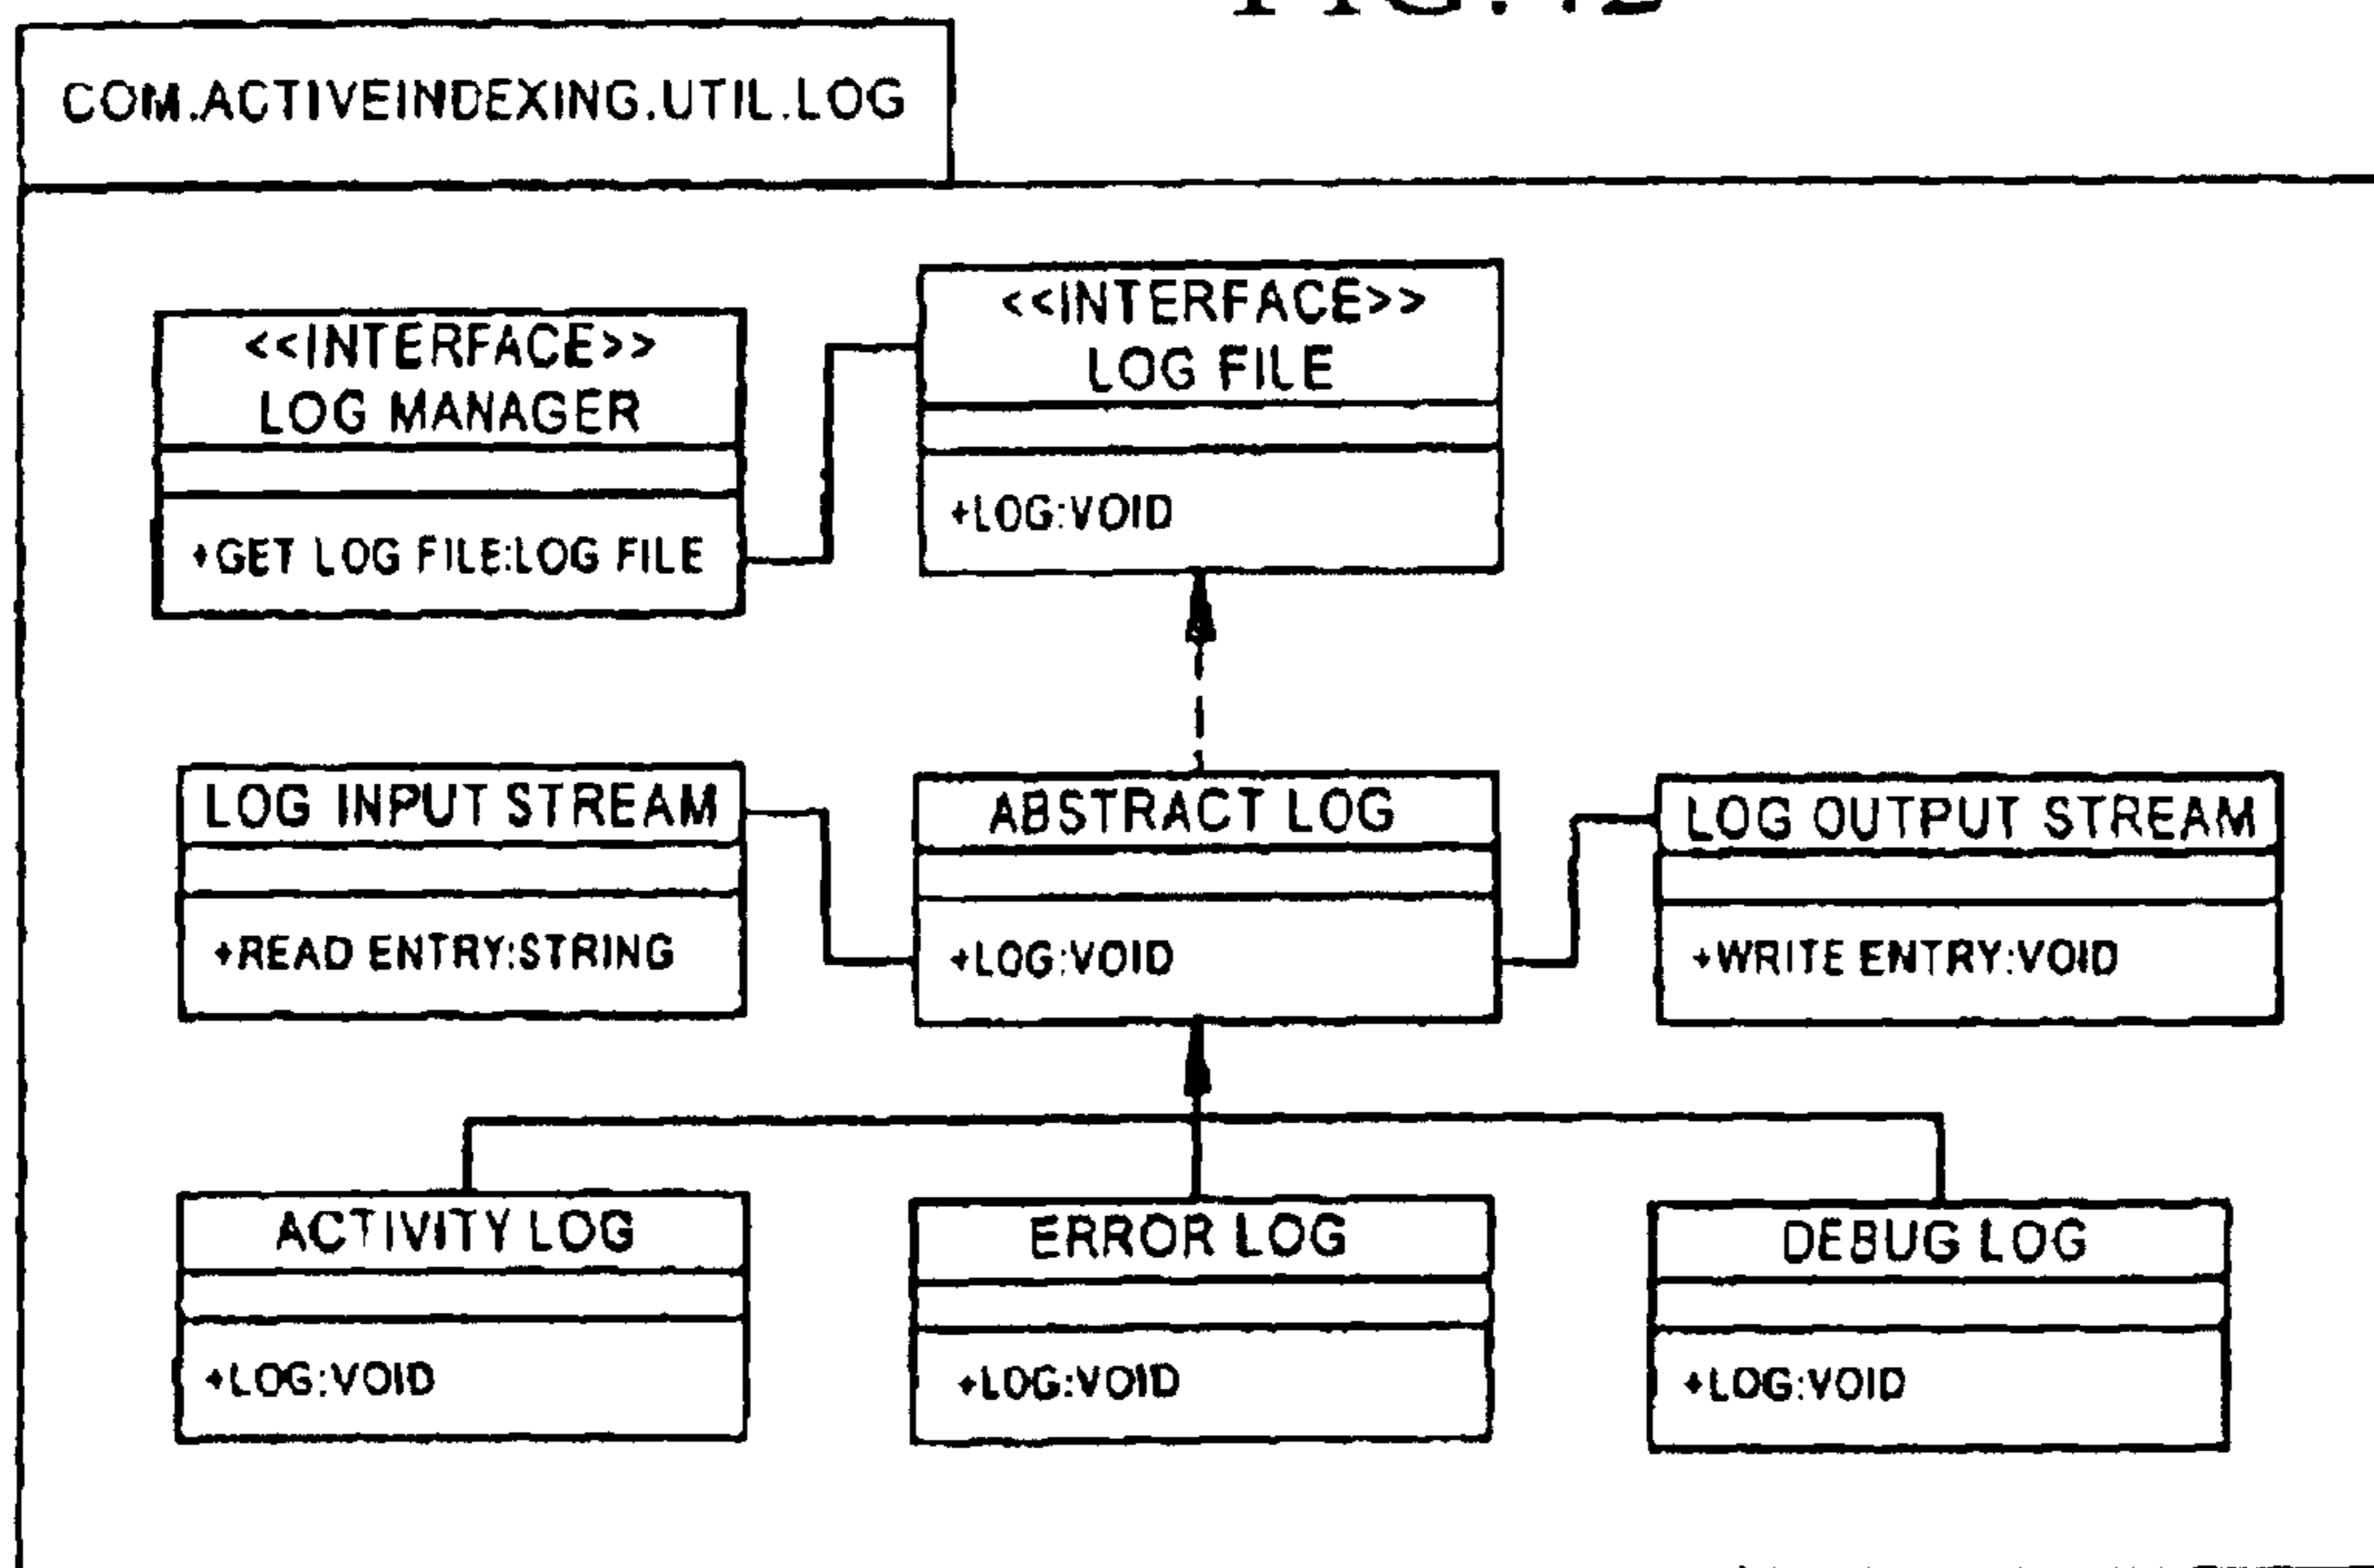 COM.ACTIVEINDEXING.UTIL.LOG
<<INTERFACE>>
LOG MANAGER
+GET LOG FILE:LOG FILE
<<INTERFACE>>
LOG FILE
+LOG:VOID
LOG INPUT STREAM
+READ ENTRY:STRING
ABSTRACT LOG
+LOG:VOID
LOG OUTPUT STREAM
+WRITE ENTRY:VOID
ACTIVITY LOG
+LOG:VOID
ERROR LOG
+LOG:VOID
DEBUG LOG
+LOG:VOID